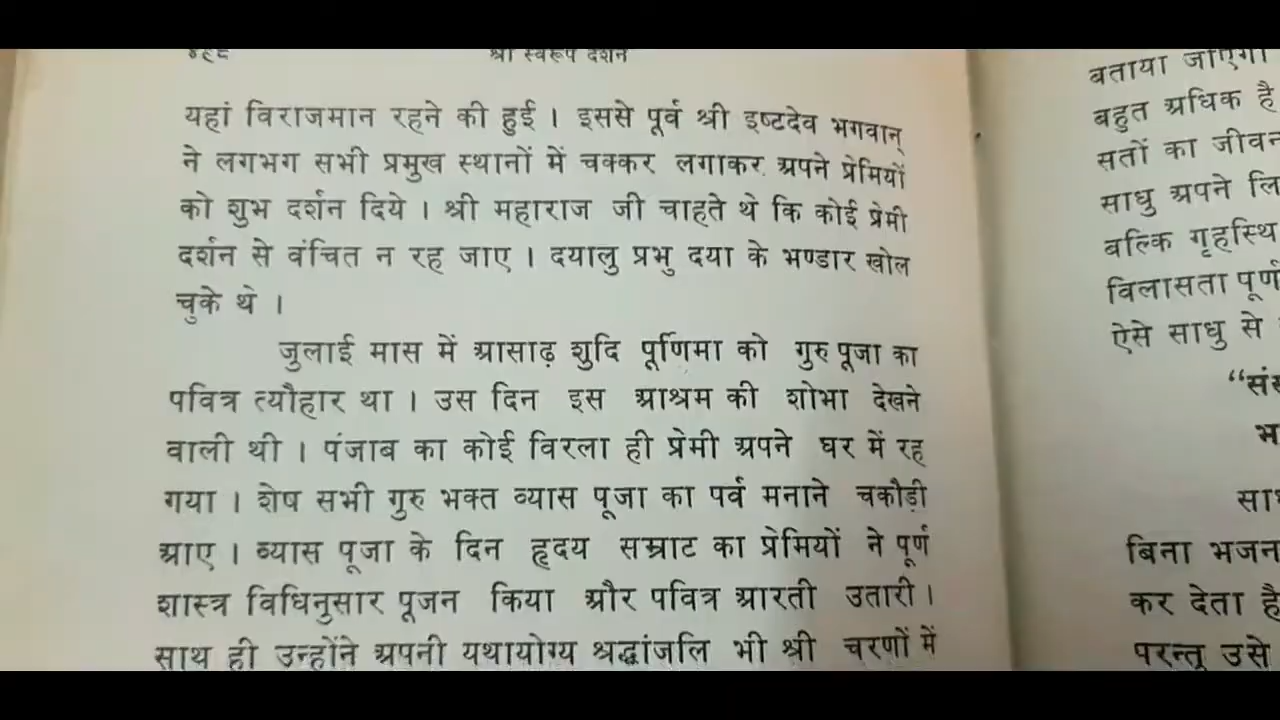 श्री स्वरूप दर्शन
यहां विराजमान रहने की हुई । इससे पूर्व श्री इष्टदेव भगवान्
ने लगभग सभी प्रमुख स्थानों में चक्कर लगाकर अपने प्रेमियों
को शुभ दर्शन दिये । श्री महाराज जी चाहते थे कि कोई प्रेमी
दर्शन से वंचित न रह जाए । दयालु प्रभु दया के भण्डार खोल
चुके थे ।
जुलाई मास में आसाढ़ शुदि पूर्णिमा को गुरु पूजा का
पवित्र त्यौहार था । उस दिन इस आश्रम की शोभा देखने
वाली थी । पंजाब का कोई विरला ही प्रेमी अपने घर में रह
गया । शेष सभी गुरु भक्त व्यास पूजा का पर्व मनाने चकौड़ी
आए । व्यास पूजा के दिन हृदय सम्राट का प्रेमियों ने पूर्ण
शास्त्र विधिनुसार पूजन किया और पवित्र आरती उतारी ।
साथ ही उन्होंने अपनी यथायोग्य श्रद्धांजलि भी श्री चरणों में
बताया जाएगा
बहुत अधिक है
सतों का जीवन
साधु अपने लि
बल्कि गृहस्थि
विलासता पूर्ण
ऐसे साधु से
“संस
भ
सा
बिना भजन
कर देता है
परन्तु उसे